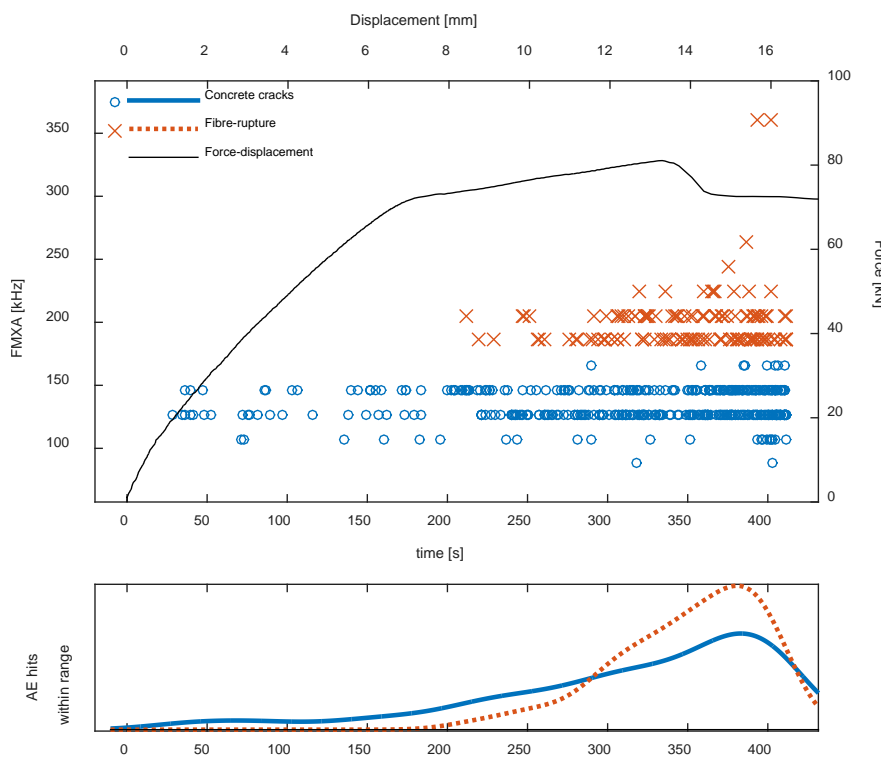 Displacement [mm]
0 2 4 6 8 10 12 14 16
100
Concrete cracks
350
Fibre-rupture
Force-displacement
80
300
250
60
FMXA [kHz]
Force [kN]
200
40
150
20
100
0
0 50 100 150 200 250 300 350 400
time [s]
AE hits
within range
0 50 100 150 200 250 300 350 400